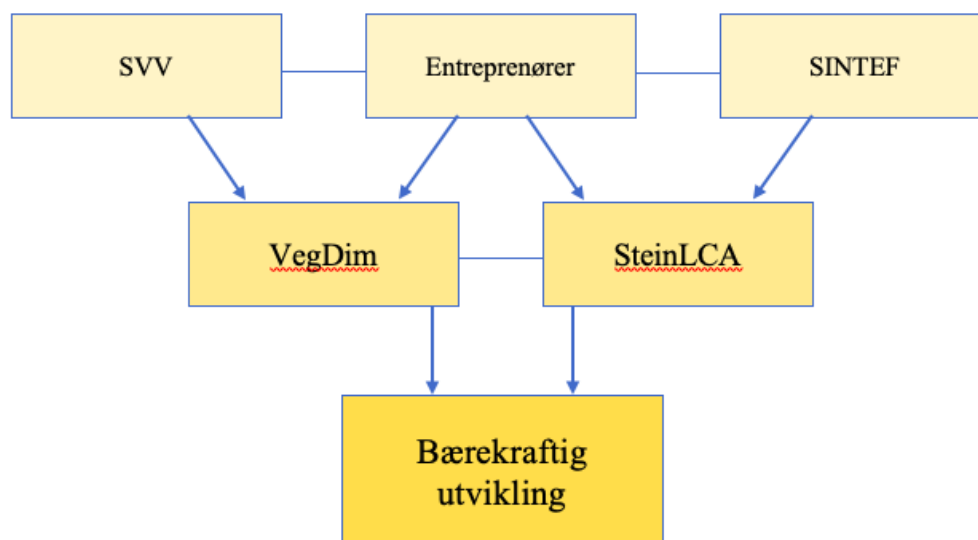 SVV
Entreprenører
SINTEF
VegDim
SteinLCA
Bærekraftig
utvikling